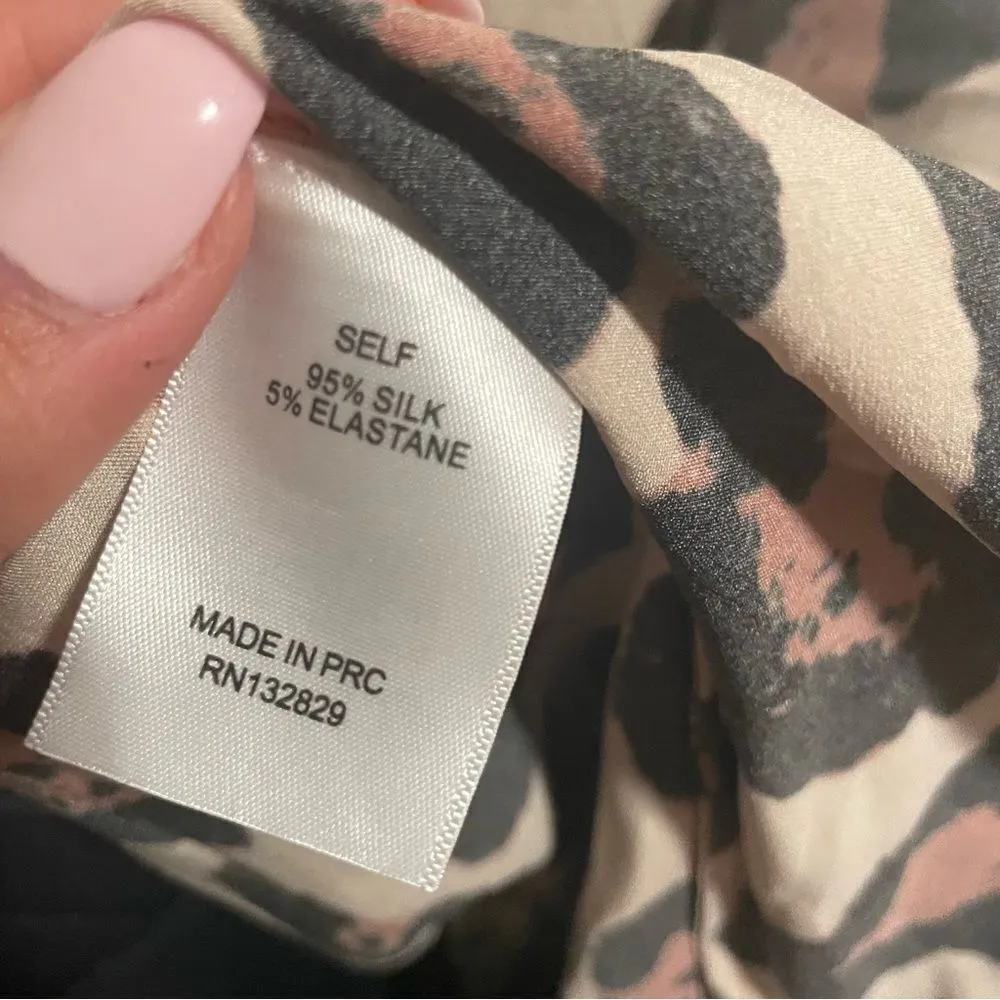 SELF
95% SILK
5% ELASTANE
MADE IN PRC
RN132829